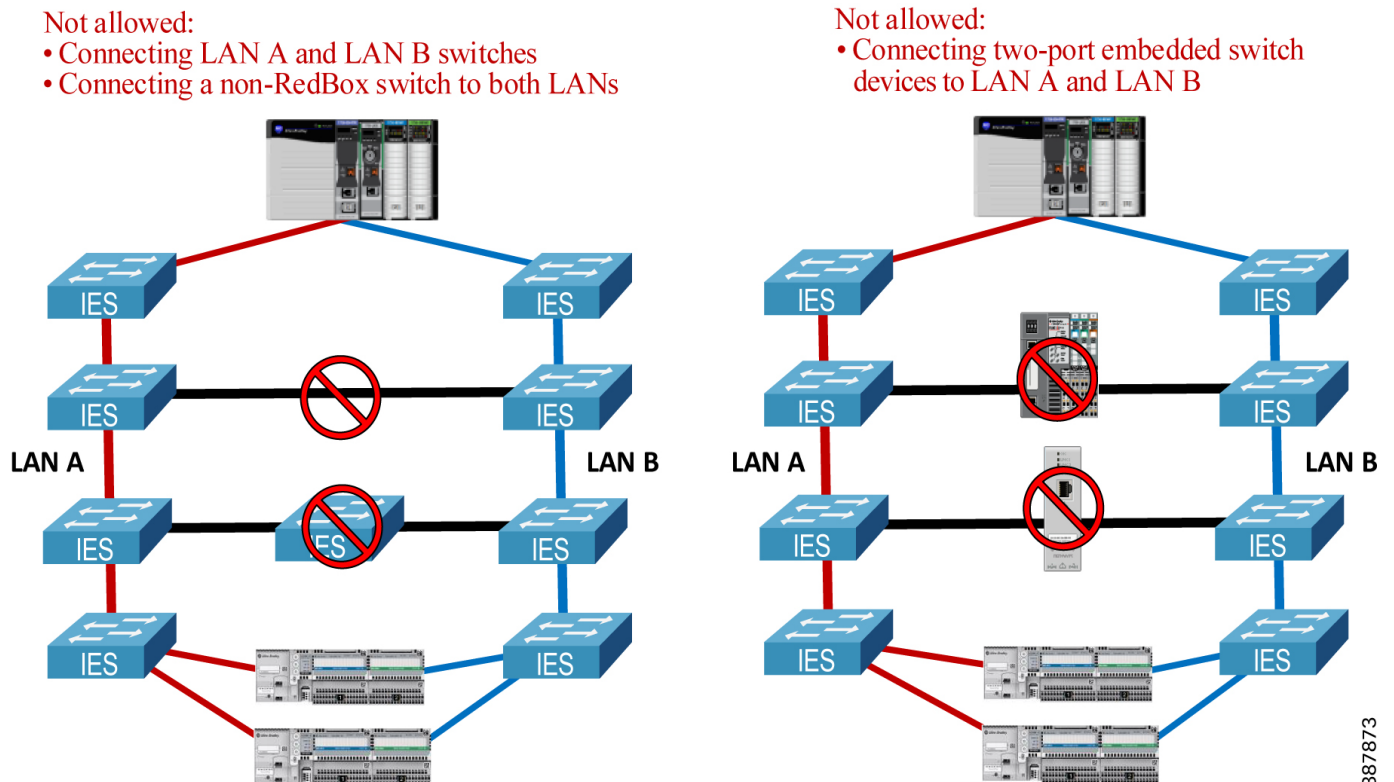 Not allowed:
• Connecting LAN A and LAN B switches
• Connecting a non-RedBox switch to both LANs
IES
IES
IES
IES
LAN A
LAN B
IES
IES
IES
IES
IES
Not allowed:
• Connecting two-port embedded switch
devices to LAN A and LAN B
IES
IES
IES
IES
LAN A
LAN B
IES
IES
IES
IES
387873